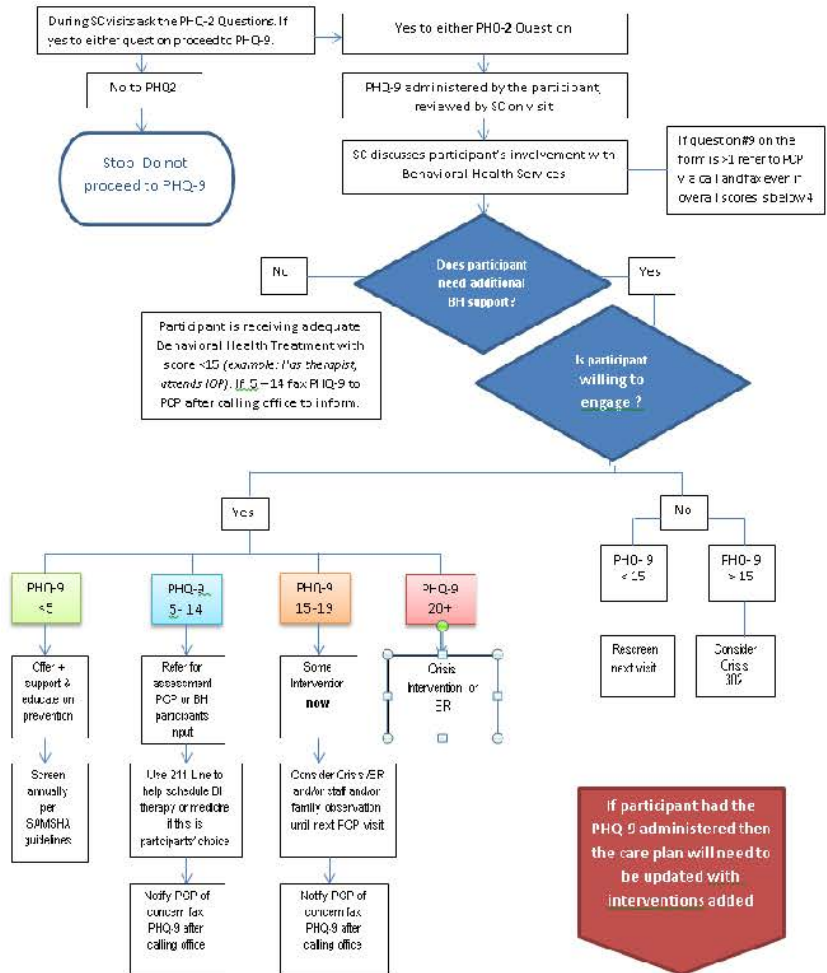 During SC visits ask the PHQ-2 Questions. If
yes to either question proceed to PHQ-9.
Yes to either PHQ-2 Question
No to PHQ2
PHQ-9 administered by the participant,
reviewed by SC on visit
Stop Do not
proceed to PHQ-9
SC discusses participant's involvement with
Behavioral Health Services
If question #9 on the
form is >1 refer to PCP
via call and fax even if
overall score is below 4
No
Does participant
need additional
BH support?
Yes
Participant is receiving adequate
Behavioral Health Treatment with
score <15 (example: Has therapist,
attends IOP). If 5 – 14 fax PHQ-9 to
PCP after calling office to inform.
Is participant
willing to
engage ?
Yes
No
PHQ-9
<5
PHQ-9
5- 14
PHQ-9
15-19
PHQ-9
20+
PHQ- 9
< 15
PHQ- 9
> 15
Offer +
support &
educate on
prevention
Refer for
assessment
PCP or BH
participants
input
Some
Intervention
now
Crisis
Intervention or
ER
Rescreen
next visit
Consider
Crisis
302
Screen
annually
per
SAMSHA
guidelines
Use 211 Line to
help schedule
therapy or medicine
if this is
participants' choice
Consider Crisis /ER
and/or staff and/or
family observation
until next PCP visit
Notify PCP of
concern fax
PHQ-9 after
calling office
Notify PCP of
concern fax
PHQ-9 after
calling office
If participant had the
PHQ 9 administered then
the care plan will need to
be updated with
interventions added